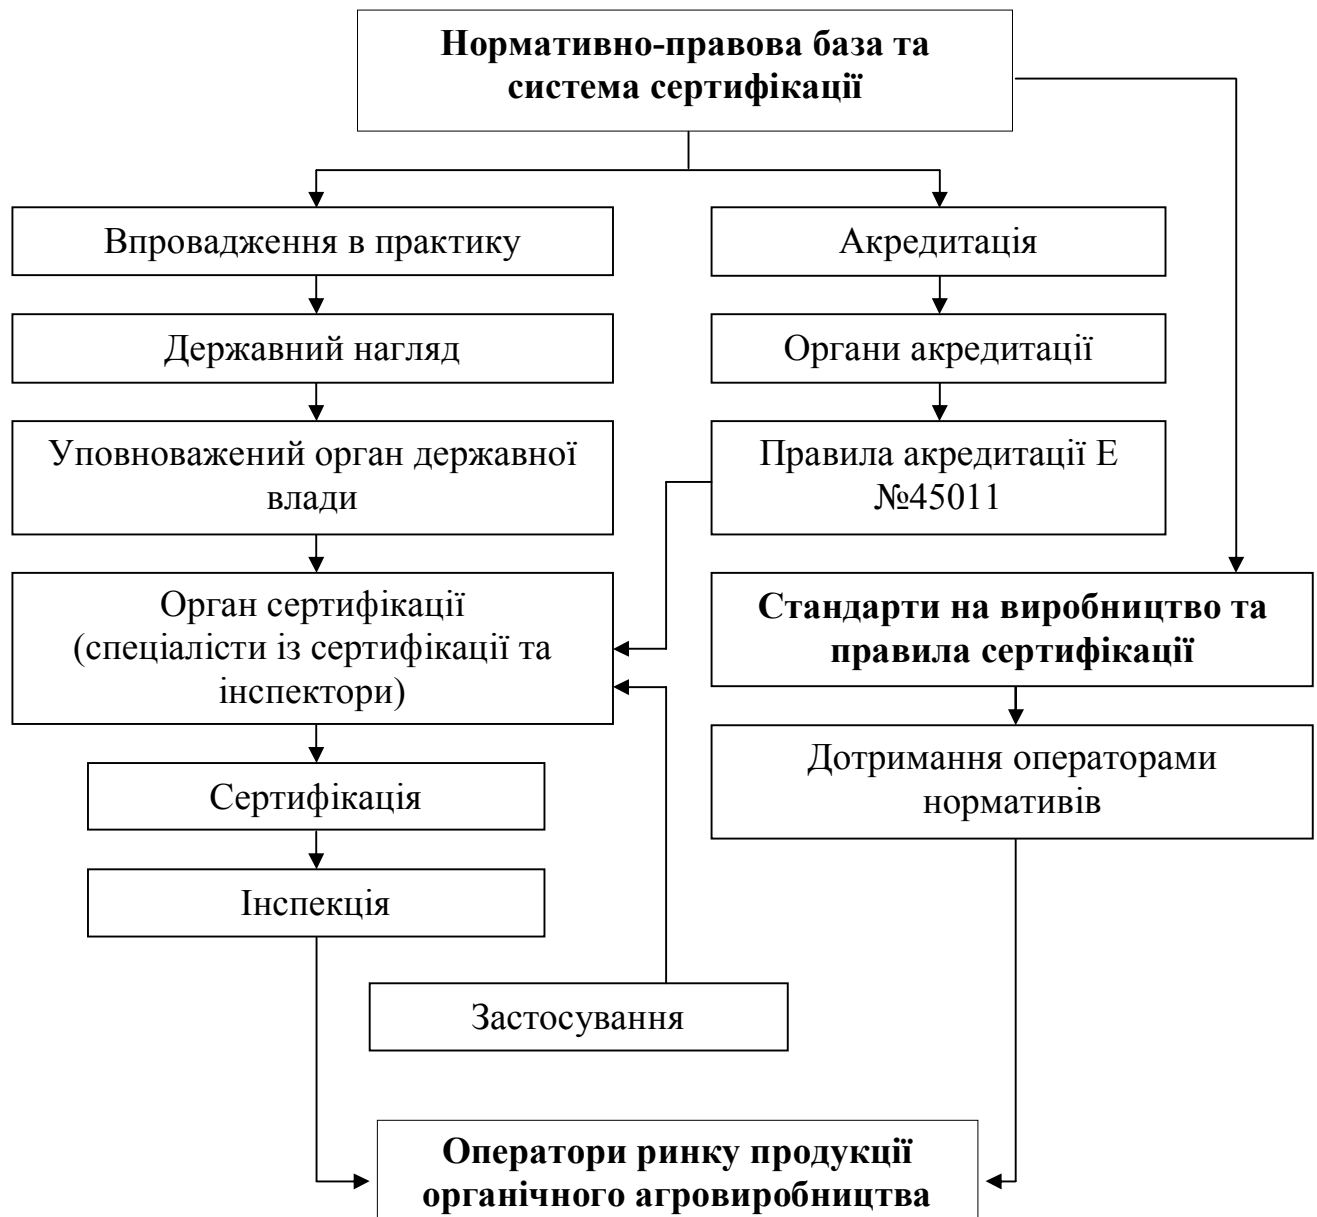 Нормативно-правова база та
система сертифікації
Впровадження в практику
Акредитація
Державний нагляд
Органи акредитації
Уповноважений орган державної
влади
Правила акредитації Е
№45011
Орган сертифікації
(спеціалісти із сертифікації та
інспектори)
Стандарти на виробництво та
правила сертифікації
Дотримання операторами
нормативів
Сертифікація
Інспекція
Застосування
Оператори ринку продукції
органічного агровиробництва